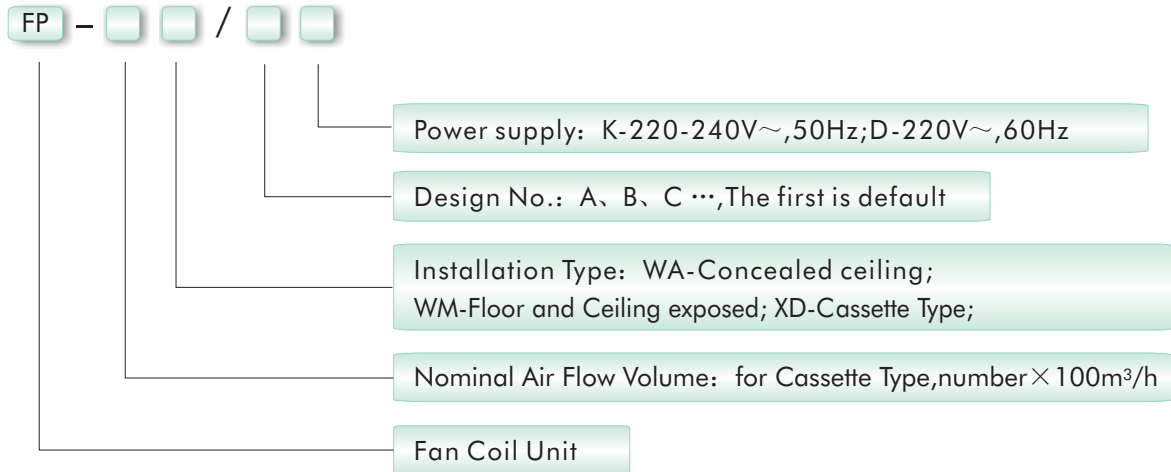 FP – /
Power supply：K-220-240V～,50Hz;D-220V～,60Hz
Design No.：A、B、C ···,The first is default
Installation Type：WA-Concealed ceiling;
WM-Floor and Ceiling exposed; XD-Cassette Type;
Nominal Air Flow Volume：for Cassette Type,number×100m³/h
Fan Coil Unit